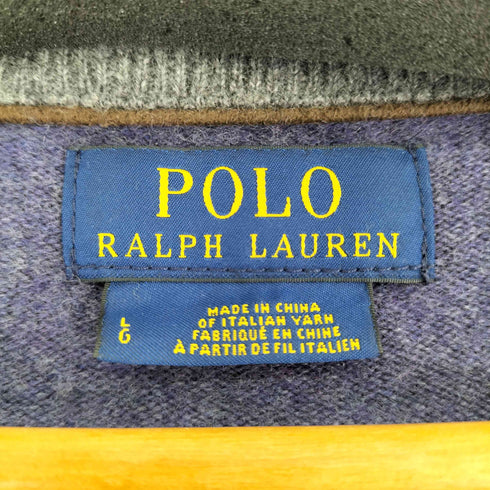 POLO
RALPH LAUREN
L
G
MADE IN CHINA
OF ITALIAN YARN
FABRIQUÉ EN CHINE
À PARTIR DE FIL ITALIEN